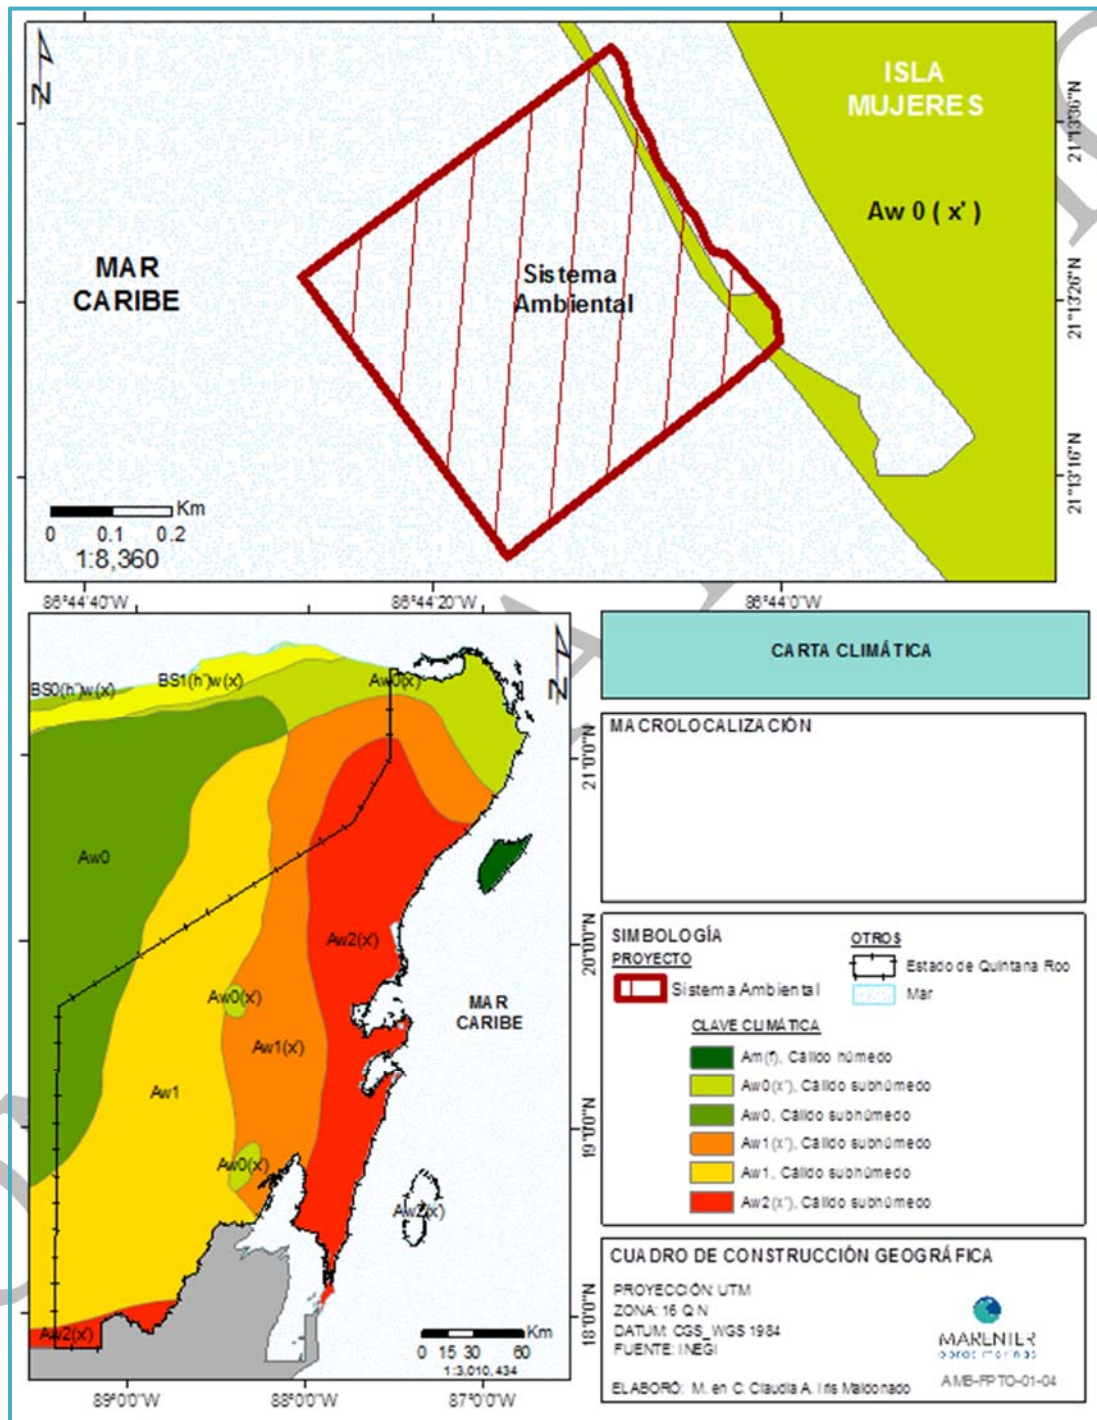 N
ISLA
MUJERES
Aw 0 ( x' )
MAR
CARIBE
Sistema
Ambiental
21°13'36"N
21°13'26"N
21°13'16"N
Km
0 0.1 0.2
1:8,360
86°44'40"W 86°44'20"W 86°44'0"W
N
BS0(h')w(x')
BS1(h')w(x')
Aw0(x')
Aw0
Aw2(x')
Aw0(x')
Aw1(x')
Aw1
Aw0(x')
Aw2(x')
Aw2(x')
MAR
CARIBE
21°0'0"N
20°0'0"N
19°0'0"N
18°0'0"N
Km
0 15 30 60
1:3,010,434
89°0'0"W 88°0'0"W 87°0'0"W
CARTA CLIMÁTICA
MACROLOCALIZACIÓN
SIMBOLOGÍA
PROYECTO
Sistema Ambiental
OTROS
Estado de Quintana Roo
Mar
CLAVE CLIMÁTICA
Am(f), Cálido húmedo
Aw0(x'), Cálido subhúmedo
Aw0, Cálido subhúmedo
Aw1(x'), Cálido subhúmedo
Aw1, Cálido subhúmedo
Aw2(x'), Cálido subhúmedo
CUADRO DE CONSTRUCCIÓN GEOGRÁFICA
PROYECCIÓN: UTM
ZONA: 16 Q N
DATUM: CGS_WGS 1984
FUENTE: INEGI
ELABORÓ: M. en C. Claudia A. Iris Maldonado
MARENTER
obras marinas
AMB-FPTO-01-04